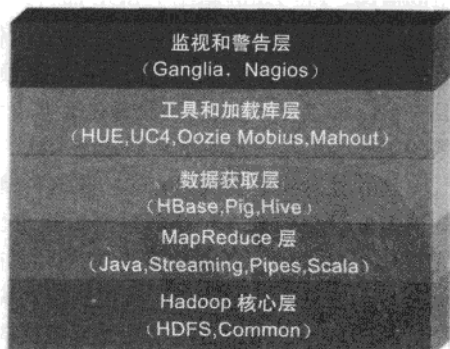 监视和警告层
（Ganglia．Nagios）
工具和加载库层
（HUE,UC4,Oozie Mobius,Mahout）
数据获取层
（HBase,Pig,Hive）
MapReduce 层
（Java,Streaming,Pipes,Scala）
Hadoop 核心层
（HDFS,Common）